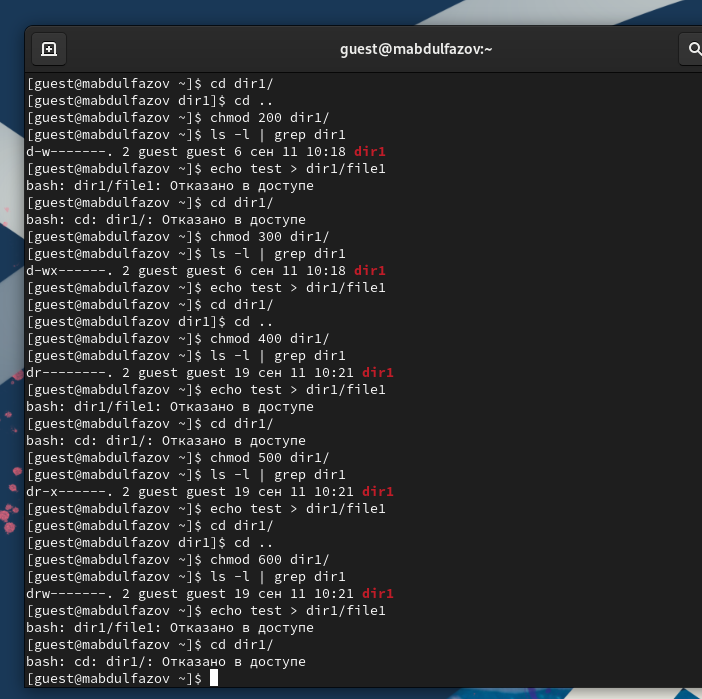 guest@mabdulfazov:~
[guest@mabdulfazov ~]$ cd dir1/
[guest@mabdulfazov dir1]$ cd ..
[guest@mabdulfazov ~]$ chmod 200 dir1/
[guest@mabdulfazov ~]$ ls -l | grep dir1
d-w-------. 2 guest guest 6 сен 11 10:18 dir1
[guest@mabdulfazov ~]$ echo test > dir1/file1
bash: dir1/file1: Отказано в доступе
[guest@mabdulfazov ~]$ cd dir1/
bash: cd: dir1/: Отказано в доступе
[guest@mabdulfazov ~]$ chmod 300 dir1/
[guest@mabdulfazov ~]$ ls -l | grep dir1
d-wx------. 2 guest guest 6 сен 11 10:18 dir1
[guest@mabdulfazov ~]$ echo test > dir1/file1
[guest@mabdulfazov ~]$ cd dir1/
[guest@mabdulfazov dir1]$ cd ..
[guest@mabdulfazov ~]$ chmod 400 dir1/
[guest@mabdulfazov ~]$ ls -l | grep dir1
dr--------. 2 guest guest 19 сен 11 10:21 dir1
[guest@mabdulfazov ~]$ echo test > dir1/file1
bash: dir1/file1: Отказано в доступе
[guest@mabdulfazov ~]$ cd dir1/
bash: cd: dir1/: Отказано в доступе
[guest@mabdulfazov ~]$ chmod 500 dir1/
[guest@mabdulfazov ~]$ ls -l | grep dir1
dr-x------. 2 guest guest 19 сен 11 10:21 dir1
[guest@mabdulfazov ~]$ echo test > dir1/file1
[guest@mabdulfazov ~]$ cd dir1/
[guest@mabdulfazov dir1]$ cd ..
[guest@mabdulfazov ~]$ chmod 600 dir1/
[guest@mabdulfazov ~]$ ls -l | grep dir1
drw-------. 2 guest guest 19 сен 11 10:21 dir1
[guest@mabdulfazov ~]$ echo test > dir1/file1
bash: dir1/file1: Отказано в доступе
[guest@mabdulfazov ~]$ cd dir1/
bash: cd: dir1/: Отказано в доступе
[guest@mabdulfazov ~]$